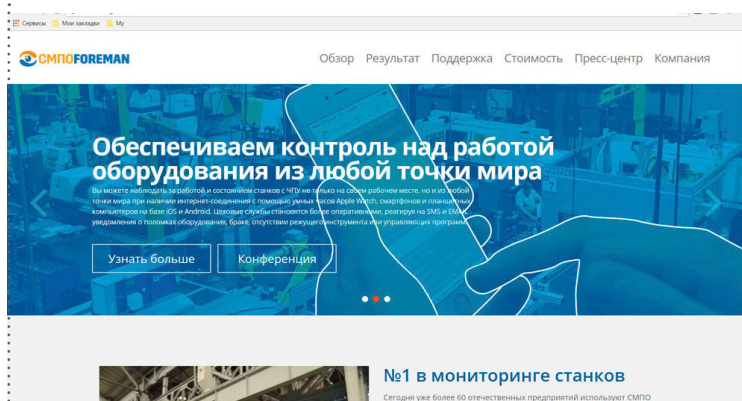 Сервисы Мои закладки My
СМПОFOREMAN
Обзор Результат Поддержка Стоимость Пресс-центр Компания
Обеспечиваем контроль над работой
оборудования из любой точки мира
Вы можете наблюдать за работой и состоянием станков с ЧПУ не только на своем рабочем месте, но и из любой
точки мира при наличии интернет-соединения с помощью умных часов Apple Watch, смартфонов и планшетных
компьютеров на базе iOS и Android. Цеховые службы становятся более оперативными, реагируя на SMS и EMAIL
уведомления о поломках оборудования, браке, отсутствии режущего инструмента или управляющих программ.
Узнать больше Конференция
№1 в мониторинге станков
Сегодня уже более 60 отечественных предприятий используют СМПО